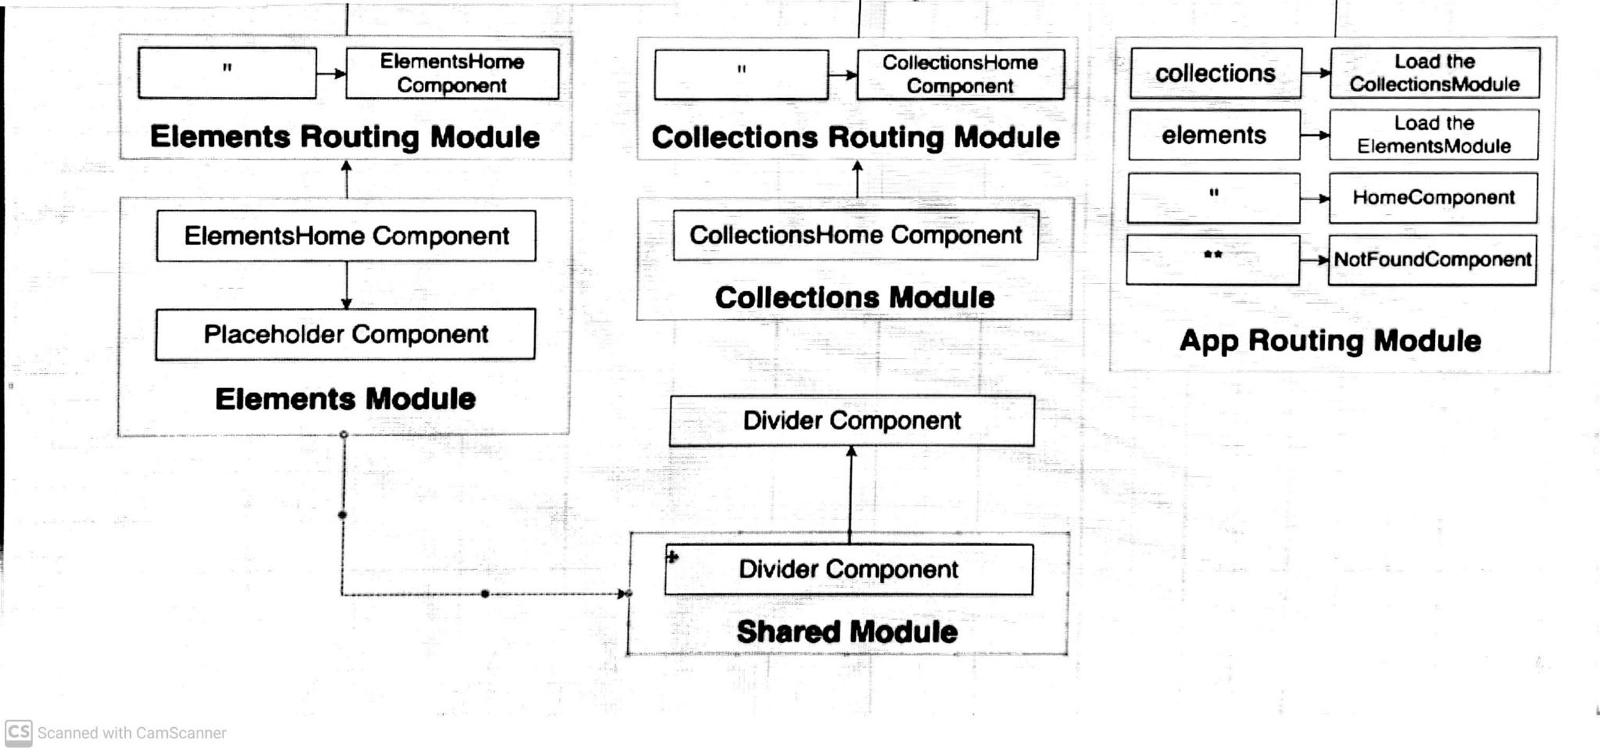 "
ElementsHome
Component
Elements Routing Module
ElementsHome Component
Placeholder Component
Elements Module
"
CollectionsHome
Component
Collections Routing Module
CollectionsHome Component
Collections Module
Divider Component
Divider Component
Shared Module
collections
Load the
CollectionsModule
elements
Load the
ElementsModule
"
HomeComponent
**
NotFoundComponent
App Routing Module
CS Scanned with CamScanner